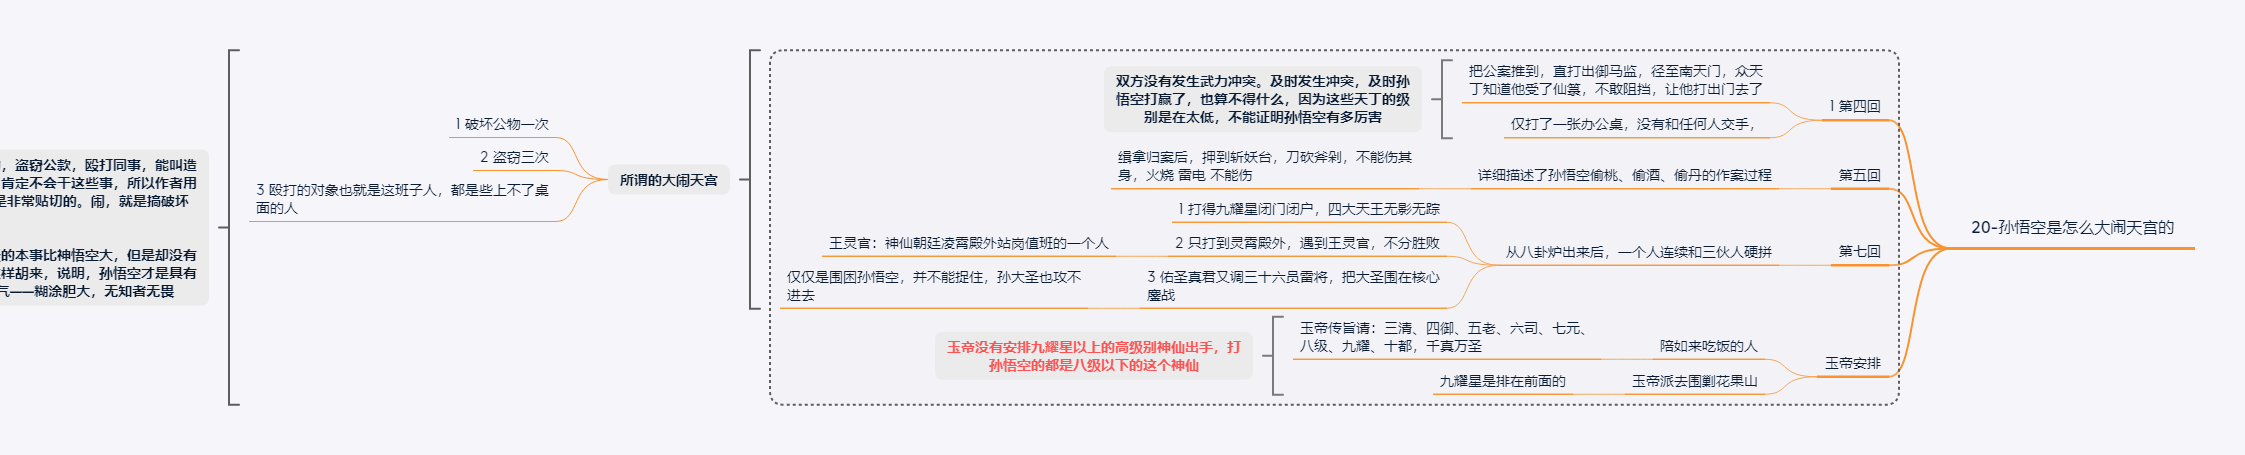 20-孙悟空是怎么大闹天宫的
1 第四回
把公案推到，直打出御马监，径至南天门，众天
丁知道他受了仙箓，不敢阻挡，让他打出门去了
仅打了一张办公桌，没有和任何人交手，
双方没有发生武力冲突。及时发生冲突，及时孙
悟空打赢了，也算不得什么，因为这些天丁的级
别是在太低，不能证明孙悟空有多厉害
第五回
详细描述了孙悟空偷桃、偷酒、偷丹的作案过程
缉拿归案后，押到斩妖台，刀砍斧剁，不能伤其
身，火烧 雷电 不能伤
第七回
从八卦炉出来后，一个人连续和三伙人硬拼
1 打得九耀星闭门闭户，四大天王无影无踪
2 只打到灵霄殿外，遇到王灵官，不分胜败
王灵官：神仙朝廷凌霄殿外站岗值班的一个人
3 佑圣真君又调三十六员雷将，把大圣围在核心
鏖战
仅仅是围困孙悟空，并不能捉住，孙大圣也攻不
进去
玉帝安排
陪如来吃饭的人
玉帝传旨请：三清、四御、五老、六司、七元、
八级、九耀、十都，千真万圣
玉帝派去围剿花果山
九耀星是排在前面的
玉帝没有安排九耀星以上的高级别神仙出手，打
孙悟空的都是八级以下的这个神仙
所谓的大闹天宫
1 破坏公物一次
2 盗窃三次
3 殴打的对象也就是这班子人，都是些上不了桌
面的人
，盗窃公款，殴打同事，能叫造
肯定不会干这些事，所以作者用
是非常贴切的。闹，就是搞破坏
的本事比神悟空大，但是却没有
样胡来，说明，孙悟空才是具有
气——糊涂胆大，无知者无畏